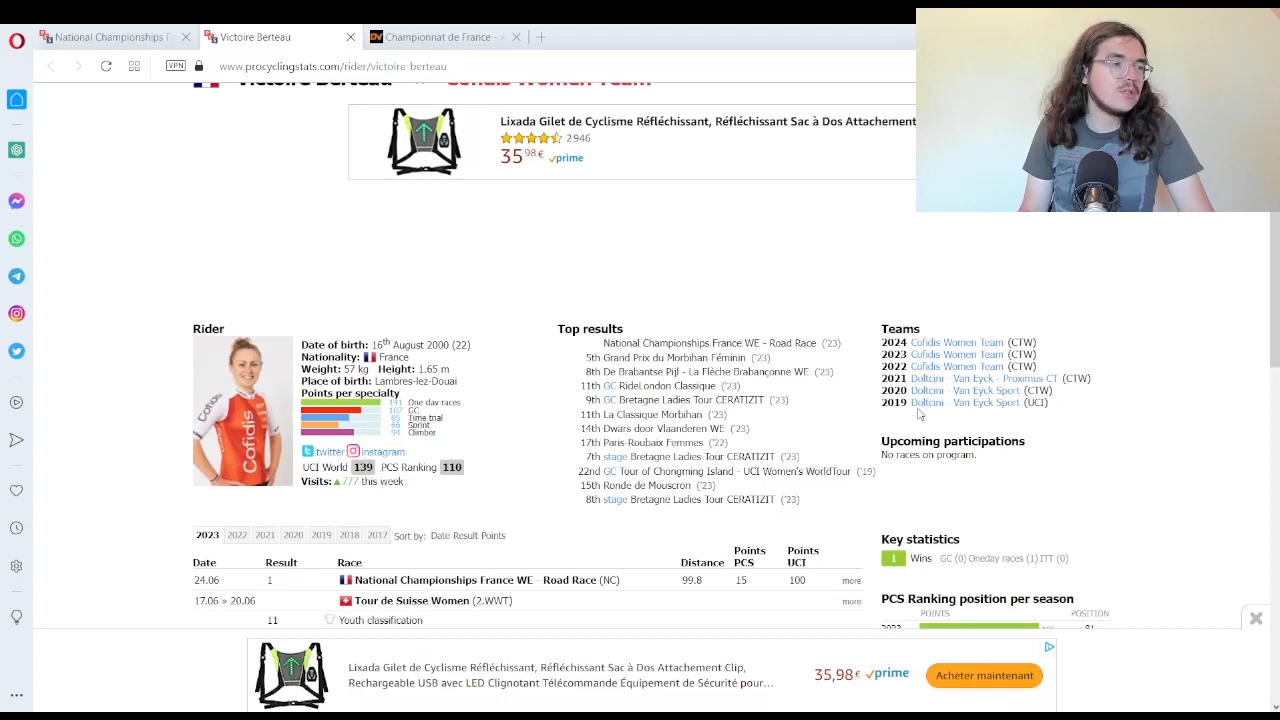 National Championships F
Victoire Berteau
Championnat de France - A
VPN
www.procyclingstats.com/rider/victoire-berteau
Victoire Berteau
Cofidis Women Team
Lixada Gilet de Cyclisme Réfléchissant, Réfléchissant Sac à Dos Attachement
2 946
35,98 € prime
Rider
cofidis
Date of birth: 16th August 2000 (22)
Nationality: France
Weight: 57 kg Height: 1.65 m
Place of birth: Lambres-lez-Douai
Points per specialty
141 One day races
107 GC
85 Time trial
66 Sprint
94 Climber
twitter instagram
UCI World 139 PCS Ranking 110
Visits: ▲777 this week
Top results
National Championships France WE - Road Race ('23)
5th Grand Prix du Morbihan Féminin ('23)
8th De Brabantse Pijl - La Flèche Brabançonne WE ('23)
11th GC RideLondon Classique ('23)
9th GC Bretagne Ladies Tour CERATIZIT ('23)
11th La Classique Morbihan ('23)
14th Dwars door Vlaanderen WE ('23)
17th Paris-Roubaix Femmes ('22)
7th stage Bretagne Ladies Tour CERATIZIT ('23)
22nd GC Tour of Chongming Island - UCI Women's WorldTour ('19)
15th Ronde de Mouscron ('23)
8th stage Bretagne Ladies Tour CERATIZIT ('23)
Teams
2024 Cofidis Women Team (CTW)
2023 Cofidis Women Team (CTW)
2022 Cofidis Women Team (CTW)
2021 Doltcini - Van Eyck - Proximus CT (CTW)
2020 Doltcini - Van Eyck Sport (CTW)
2019 Doltcini - Van Eyck Sport (UCI)
Upcoming participations
No races on program.
2023 2022 2021 2020 2019 2018 2017 Sort by: Date Result Points
Date Result Race Distance Points PCS Points UCI
24.06 1 National Championships France WE - Road Race (NC) 99.8 15 100 more
17.06 » 20.06 Tour de Suisse Women (2.WWT) more
11 Youth classification
Key statistics
1 Wins GC (0) Oneday races (1) ITT (0)
PCS Ranking position per season
POINTS POSITION
Lixada Gilet de Cyclisme Réfléchissant, Réfléchissant Sac à Dos Attachement Clip,
Rechargeable USB avec LED Clignotant Télécommande Équipement de Sécurité pour...
35,98 € prime
Acheter maintenant